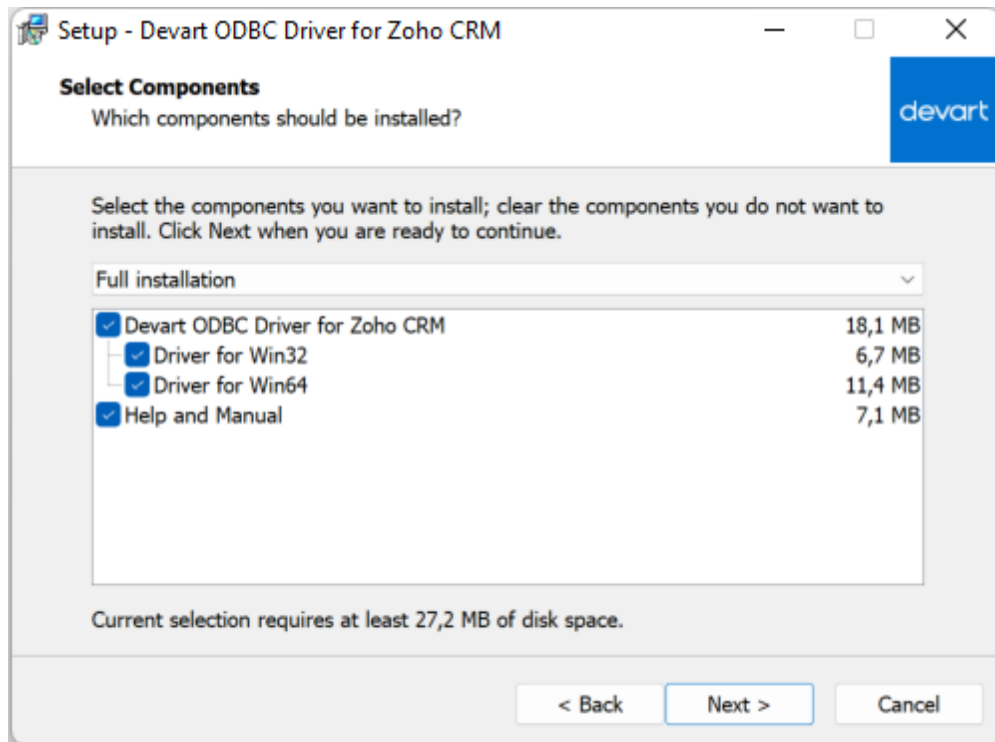 Setup - Devart ODBC Driver for Zoho CRM
Select Components
Which components should be installed?
devart
Select the components you want to install; clear the components you do not want to
install. Click Next when you are ready to continue.
Full installation
Devart ODBC Driver for Zoho CRM 18,1 MB
Driver for Win32 6,7 MB
Driver for Win64 11,4 MB
Help and Manual 7,1 MB
Current selection requires at least 27,2 MB of disk space.
< Back Next > Cancel